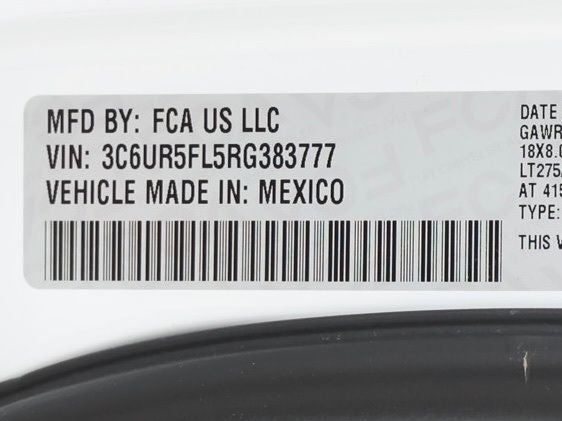 MFD BY: FCA US LLC
VIN: 3C6UR5FL5RG383777
VEHICLE MADE IN: MEXICO
DATE
GAWR
18X8.0
LT275/
AT 415
TYPE:
THIS V